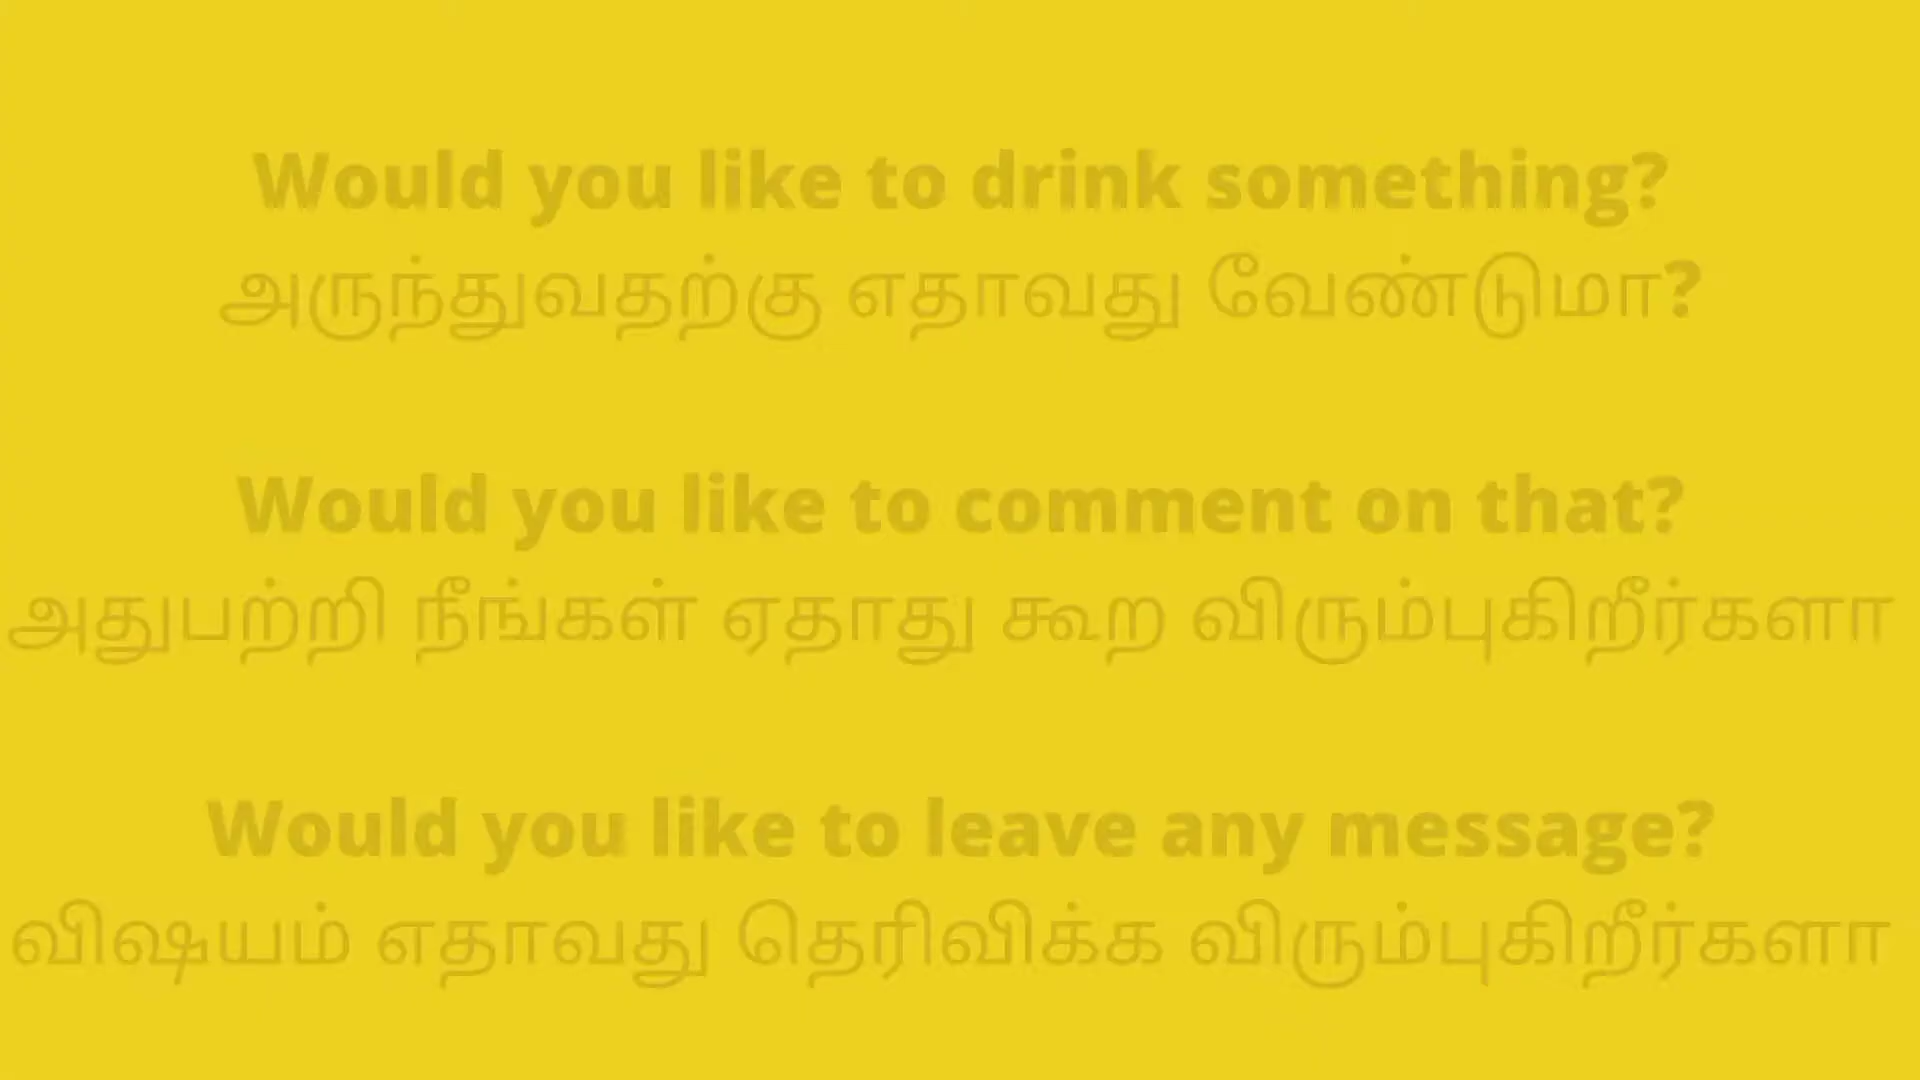 Would you like to drink something?
அருந்துவதற்கு எதாவது வேண்டுமா?
Would you like to comment on that?
அதுபற்றி நீங்கள் ஏதாது கூற விரும்புகிறீர்களா
Would you like to leave any message?
விஷயம் எதாவது தெரிவிக்க விரும்புகிறீர்களா